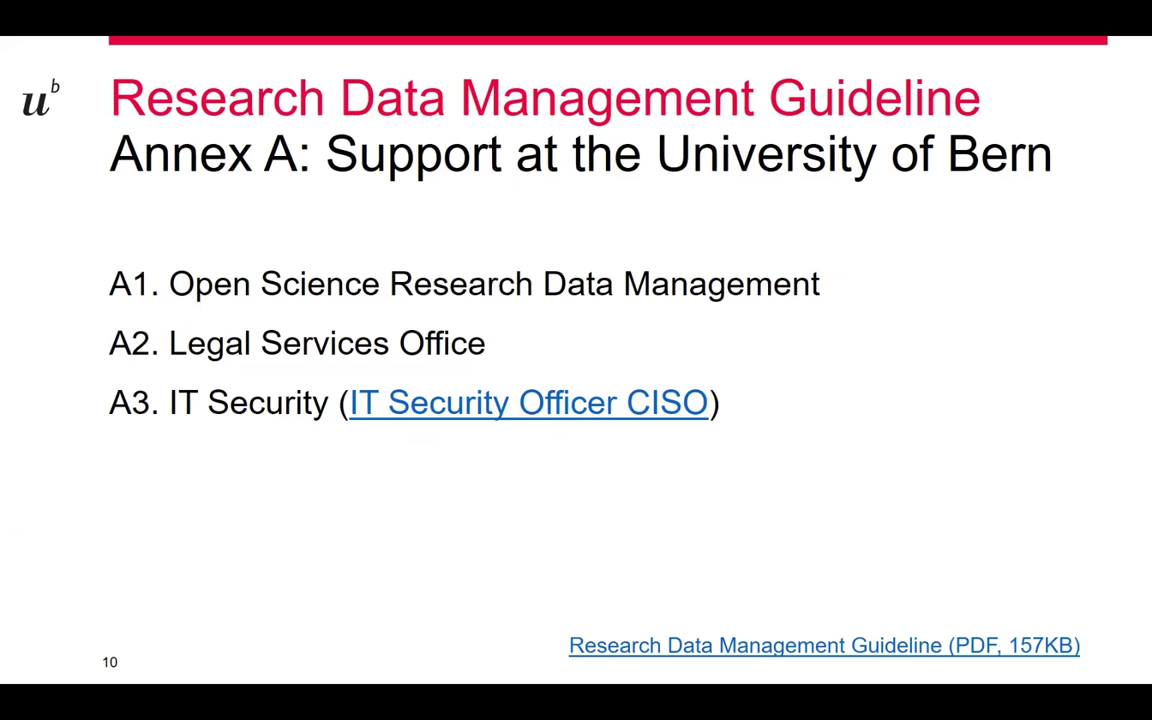 u^b
Research Data Management Guideline
Annex A: Support at the University of Bern
A1. Open Science Research Data Management
A2. Legal Services Office
A3. IT Security (IT Security Officer CISO)
Research Data Management Guideline (PDF, 157KB)
10